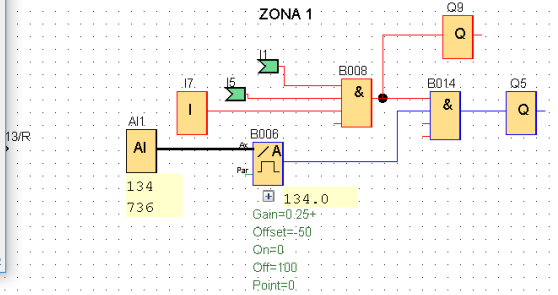 ZONA 1
Q9
Q
I1
B008
&
I5
I7
I
B014
&
Q5
Q
AI1
AI
13/R
B006
Ax
/A
Par
134
736
134.0
Gain=0.25+
Offset=-50
On=0
Off=100
Point=0